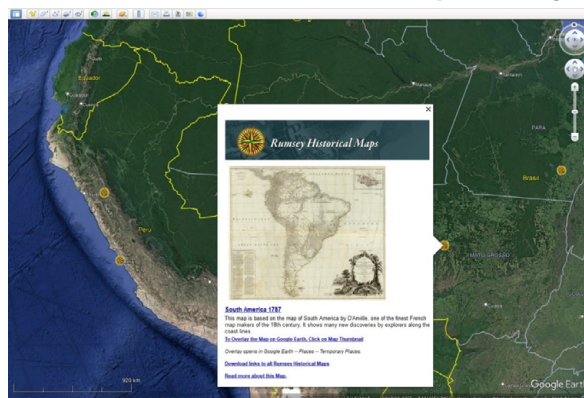 Ecuador
Peru
PARA
Brasil
MATO GROSSO
Rumsey Historical Maps
South America 1787
This map is based on the map of South America by D'Anville, one of the finest French
map makers of the 18th century. It shows many new discoveries by explorers along the
coast lines.
To Overlay the Map on Google Earth, Click on Map Thumbnail
Overlay opens in Google Earth -- Places -- Temporary Places.
Download links to all Rumsey Historical Maps
Read more about this Map.
Google Earth